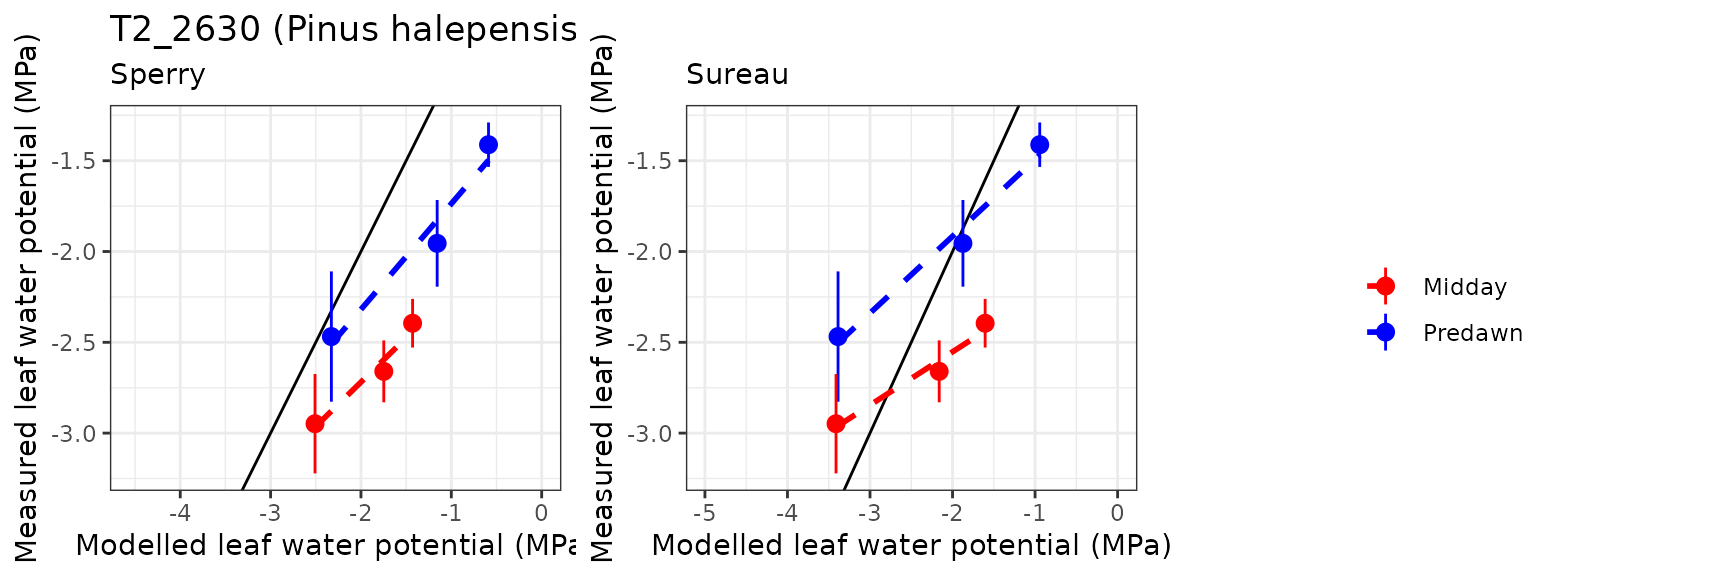 T2_2630 (Pinus halepensis
Sperry
Measured leaf water potential (MPa)
-1.5
-2.0
-2.5
-3.0
-4
-3
-2
-1
0
Modelled leaf water potential (MPa
Sureau
Measured leaf water potential (MPa)
-1.5
-2.0
-2.5
-3.0
-5
-4
-3
-2
-1
0
Modelled leaf water potential (MPa)
Midday
Predawn